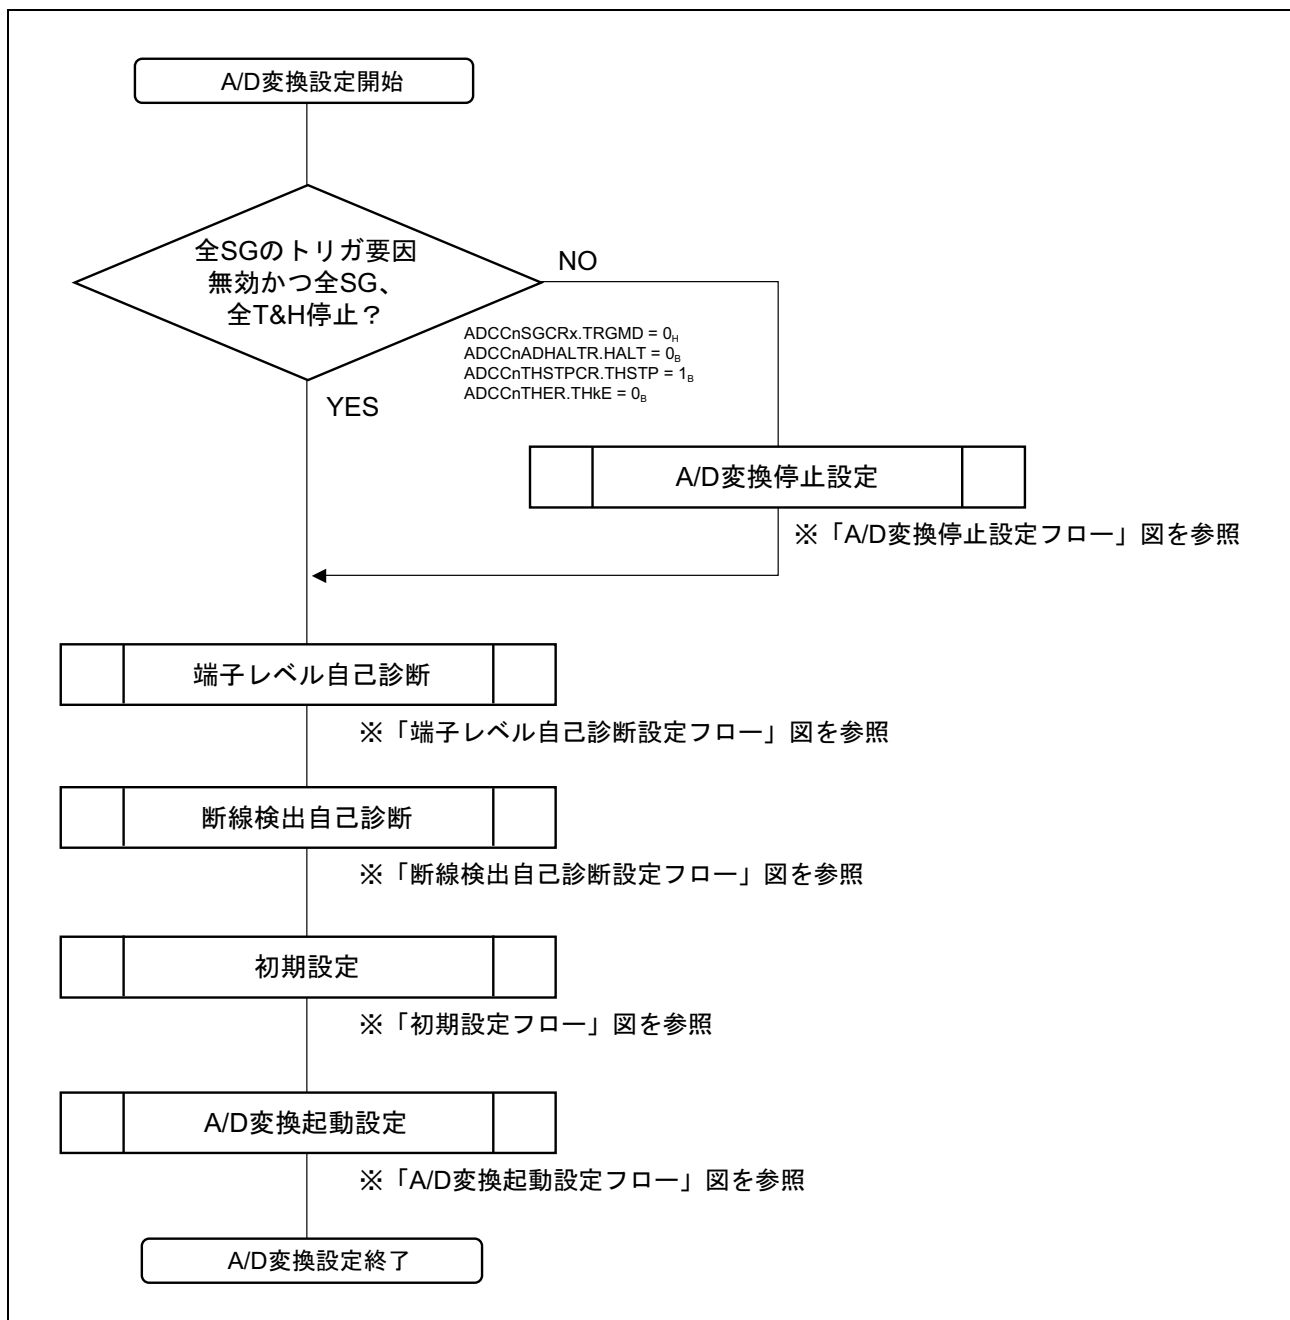 A/D変換設定開始
全SGのトリガ要因
無効かつ全SG、
全T&H停止？
NO
ADCCnSGCRx.TRGMD = 0H
ADCCnADHALTR.HALT = 0B
ADCCnTHSTPCR.THSTP = 1B
ADCCnTHER.THkE = 0B
YES
A/D変換停止設定
※「A/D変換停止設定フロー」図を参照
端子レベル自己診断
※「端子レベル自己診断設定フロー」図を参照
断線検出自己診断
※「断線検出自己診断設定フロー」図を参照
初期設定
※「初期設定フロー」図を参照
A/D変換起動設定
※「A/D変換起動設定フロー」図を参照
A/D変換設定終了